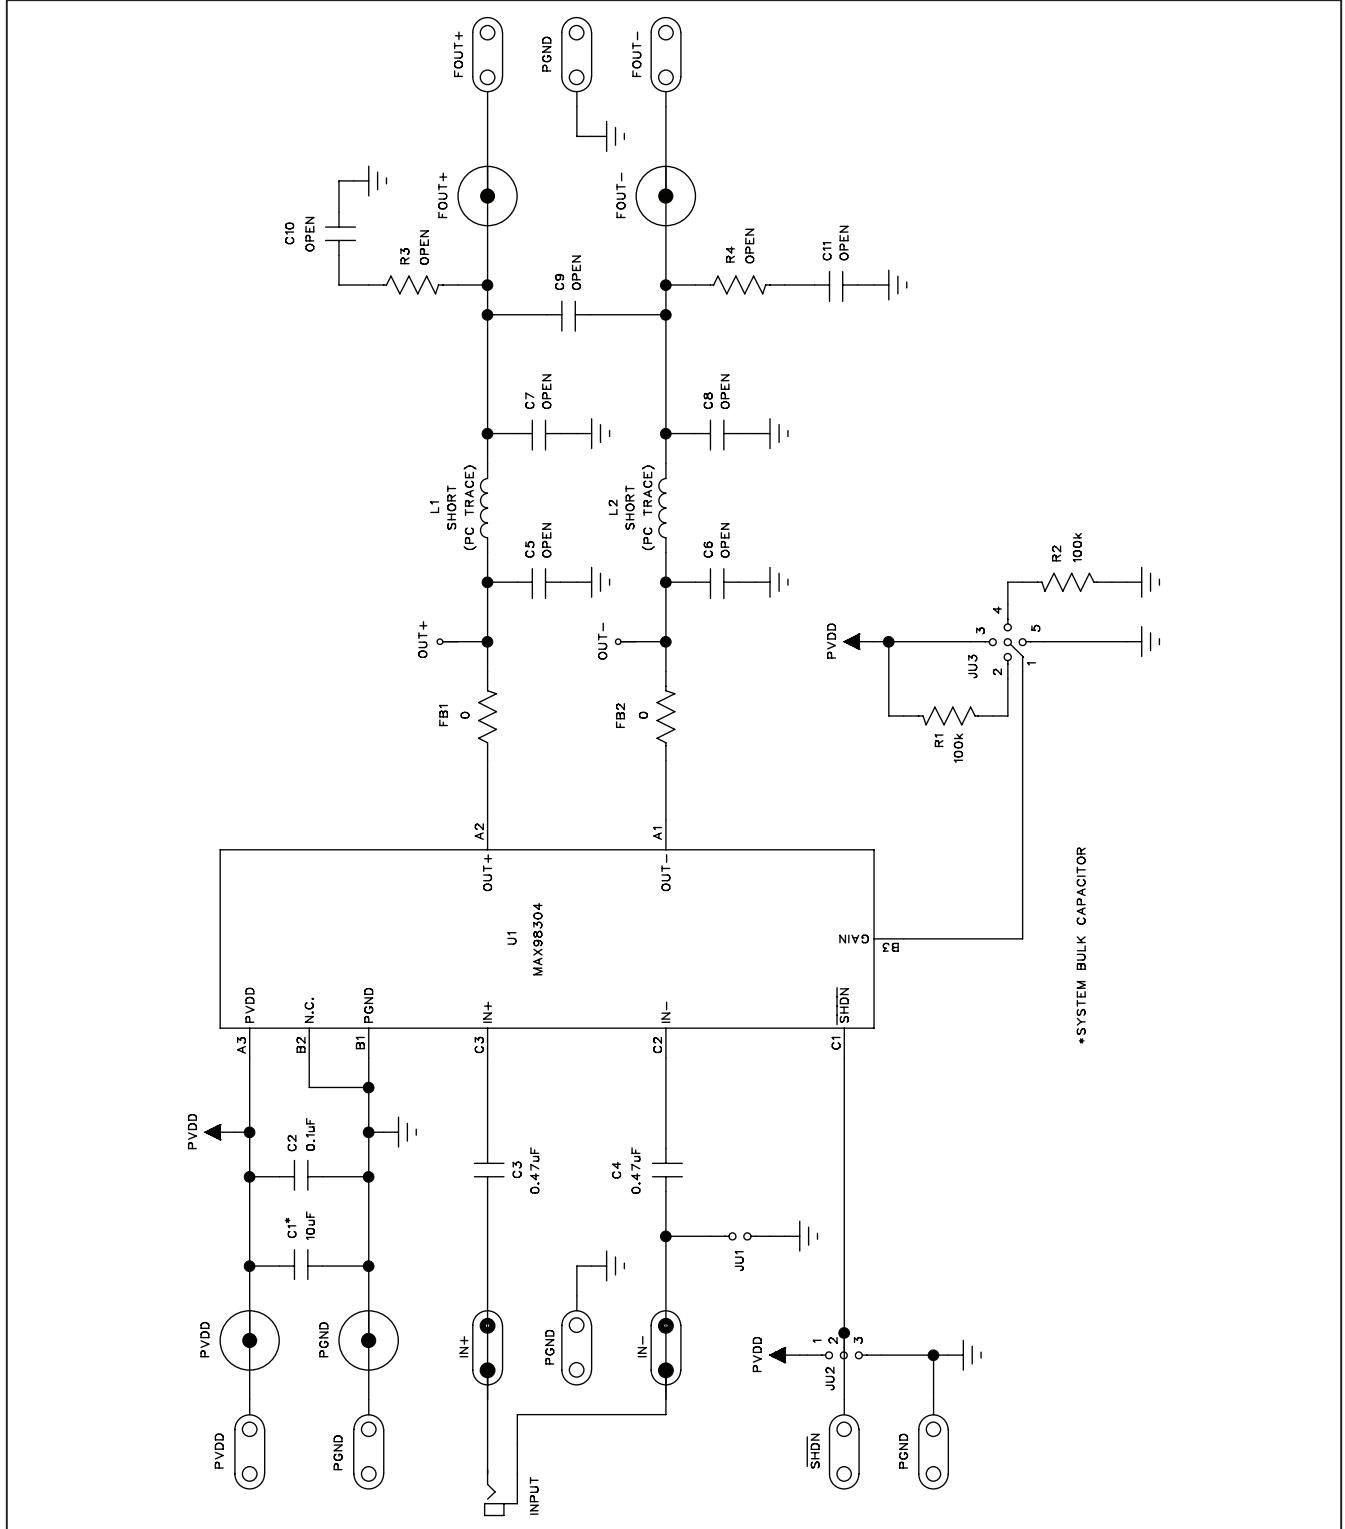 FOUT+
PGND
FOUT-
FOUT+
FOUT-
C10
OPEN
R3
OPEN
C9
OPEN
R4
OPEN
C11
OPEN
C7
OPEN
C8
OPEN
L1
SHORT
(PC TRACE)
L2
SHORT
(PC TRACE)
C5
OPEN
C6
OPEN
OUT+
OUT-
FB1
0
FB2
0
R2
100k
PVDD
JU3
3
4
2
5
1
R1
100k
A2
A1
OUT+
OUT-
U1
MAX98304
GAIN
B3
PVDD
N.C.
PGND
IN+
IN-
SHDN
A3
B2
B1
C3
C2
C1
*SYSTEM BULK CAPACITOR
PVDD
C2
0.1uF
C1*
10uF
C3
0.47uF
C4
0.47uF
JU1
PVDD
PGND
IN+
PGND
IN-
PVDD
JU2
1
2
3
PVDD
PGND
INPUT
SHDN
PGND